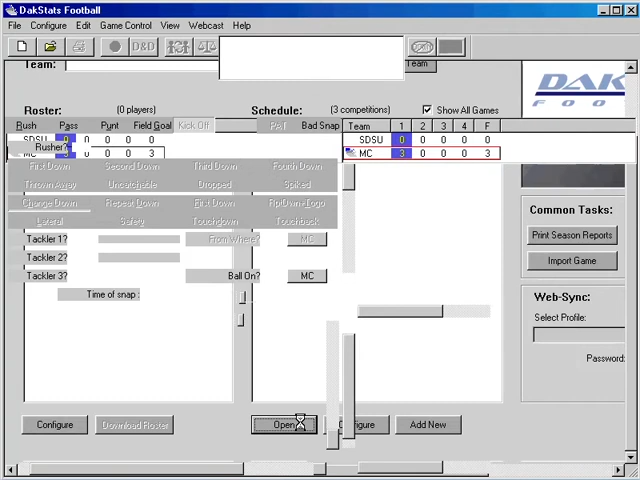 DakStats Football
File Configure Edit Game Control View Webcast Help
D&D
Team: Team
DAK
FOO
Roster: (0 players) Schedule: (3 competitions) Show All Games
Rush Pass Punt Field Goal Kick Off PAT Bad Snap Team 1 2 3 4 F
SDSU 0 0 0 0 0 SDSU 0 0 0 0 0
Rusher?
MC 3 0 0 0 3 MC 3 0 0 0 3
First Down Second Down Third Down Fourth Down
Thrown Away Uncatchable Dropped Spiked
Change Down Repeat Down First Down RptDown+Togo
Lateral Safety Touchdown Touchback
Common Tasks:
Print Season Reports
Import Game
Tackler 1? From Where? MC
Tackler 2?
Tackler 3? Ball On? MC
Time of snap :
Web-Sync:
Select Profile:
Password:
Configure Download Roster Open figure Add New